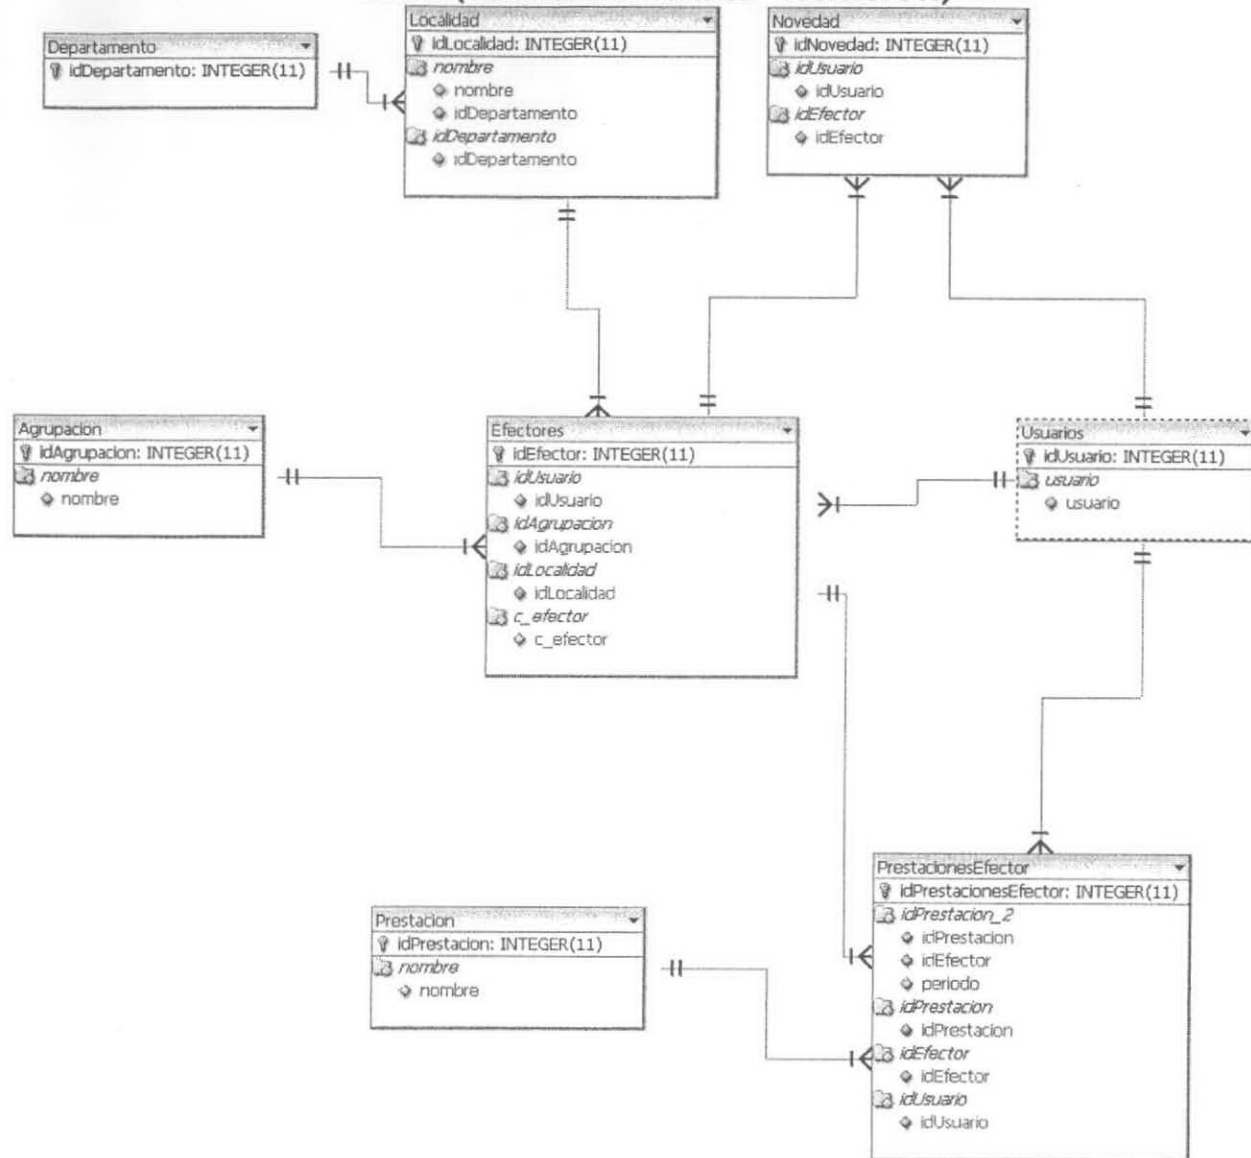 Departamento
idDepartamento: INTEGER(11)
Localidad
idLocalidad: INTEGER(11)
nombre
nombre
idDepartamento
idDepartamento
idDepartamento
Novedad
idNovedad: INTEGER(11)
idUsuario
idUsuario
idEfector
idEfector
Agrupacion
idAgrupacion: INTEGER(11)
nombre
nombre
Efectores
idEfector: INTEGER(11)
idUsuario
idUsuario
idAgrupacion
idAgrupacion
idLocalidad
idLocalidad
c_efector
c_efector
Usuarios
idUsuario: INTEGER(11)
usuario
usuario
Prestacion
idPrestacion: INTEGER(11)
nombre
nombre
PrestacionesEfector
idPrestacionesEfector: INTEGER(11)
idPrestacion_2
idPrestacion
idEfector
periodo
idPrestacion
idPrestacion
idEfector
idEfector
idUsuario
idUsuario